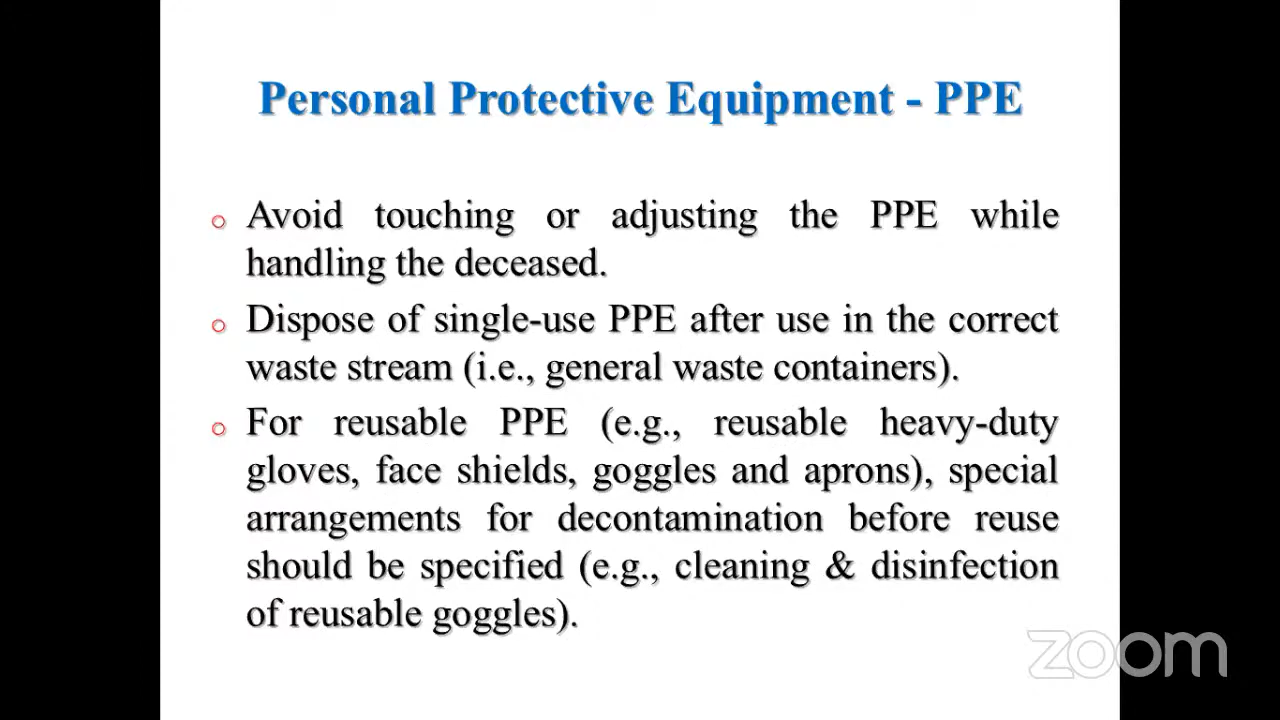 Personal Protective Equipment - PPE
o Avoid touching or adjusting the PPE while
handling the deceased.
o Dispose of single-use PPE after use in the correct
waste stream (i.e., general waste containers).
o For reusable PPE (e.g., reusable heavy-duty
gloves, face shields, goggles and aprons), special
arrangements for decontamination before reuse
should be specified (e.g., cleaning & disinfection
of reusable goggles).
zoom